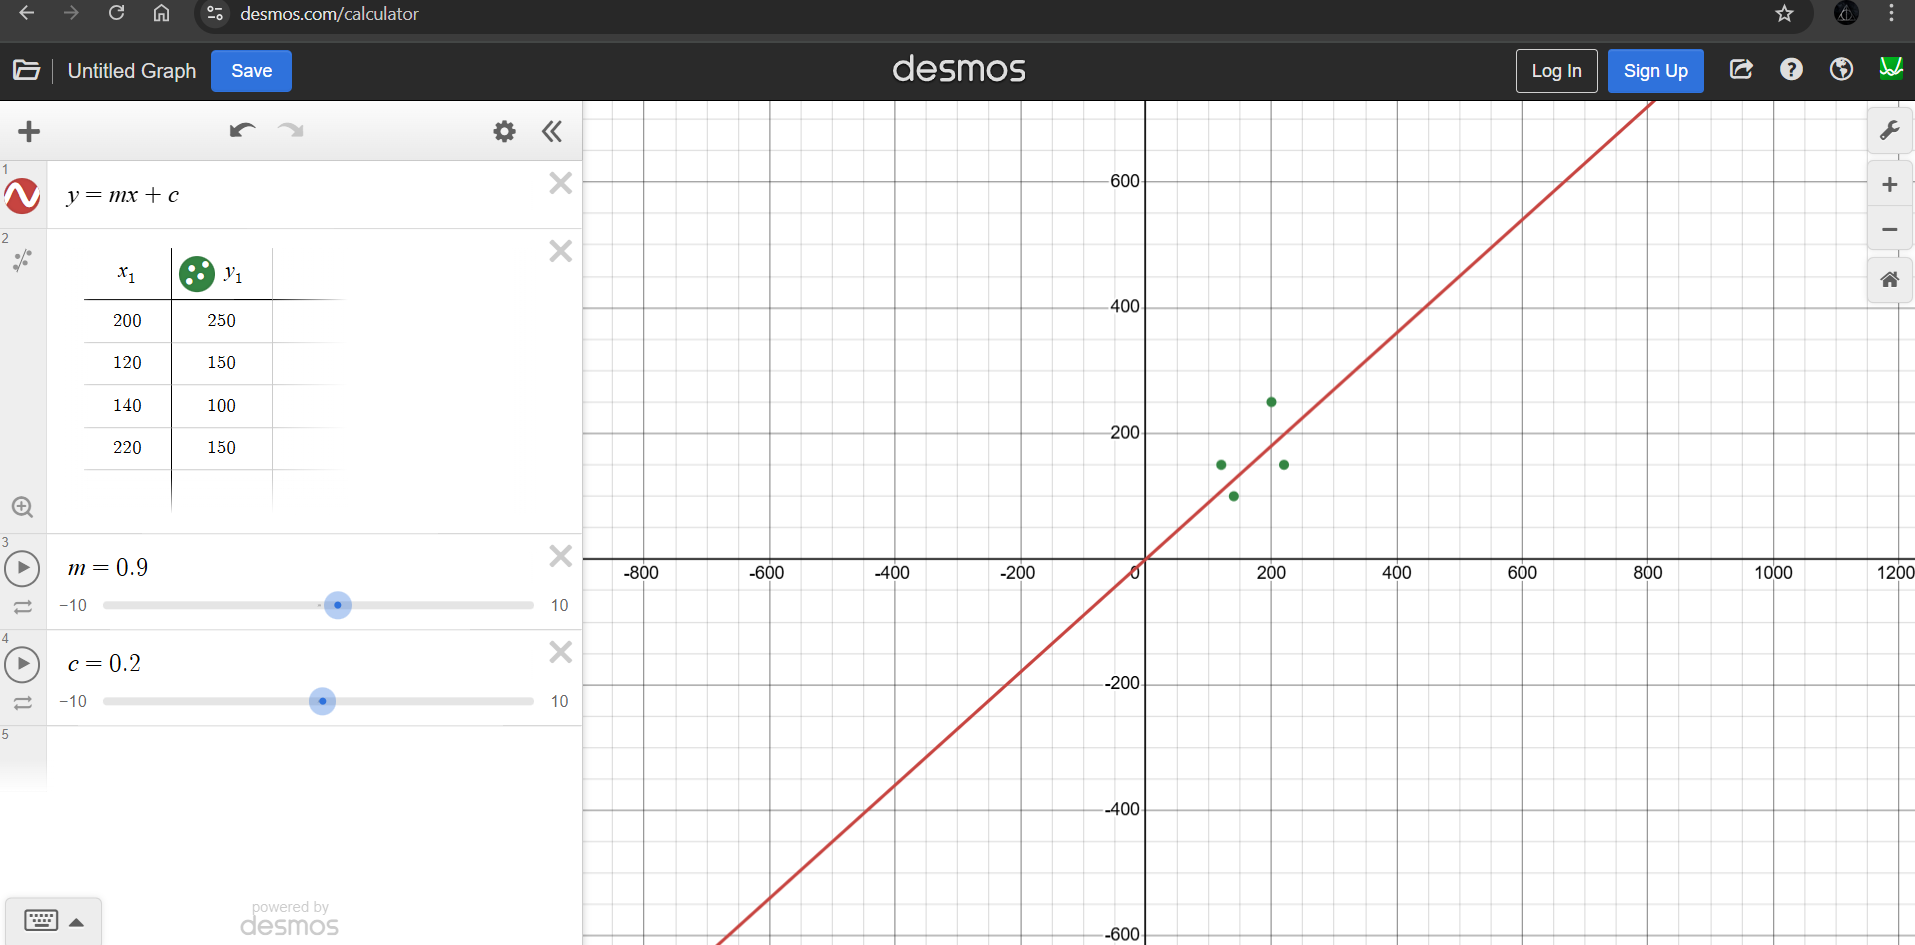 desmos.com/calculator
Untitled Graph
Save
desmos
Log In
Sign Up
1
y = mx + c
2
x₁ y₁
200 250
120 150
140 100
220 150
3
m = 0.9
−10 10
4
c = 0.2
−10 10
5
powered by
desmos
600
400
200
-800 -600 -400 -200 0 200 400 600 800 1000 1200
-200
-400
-600